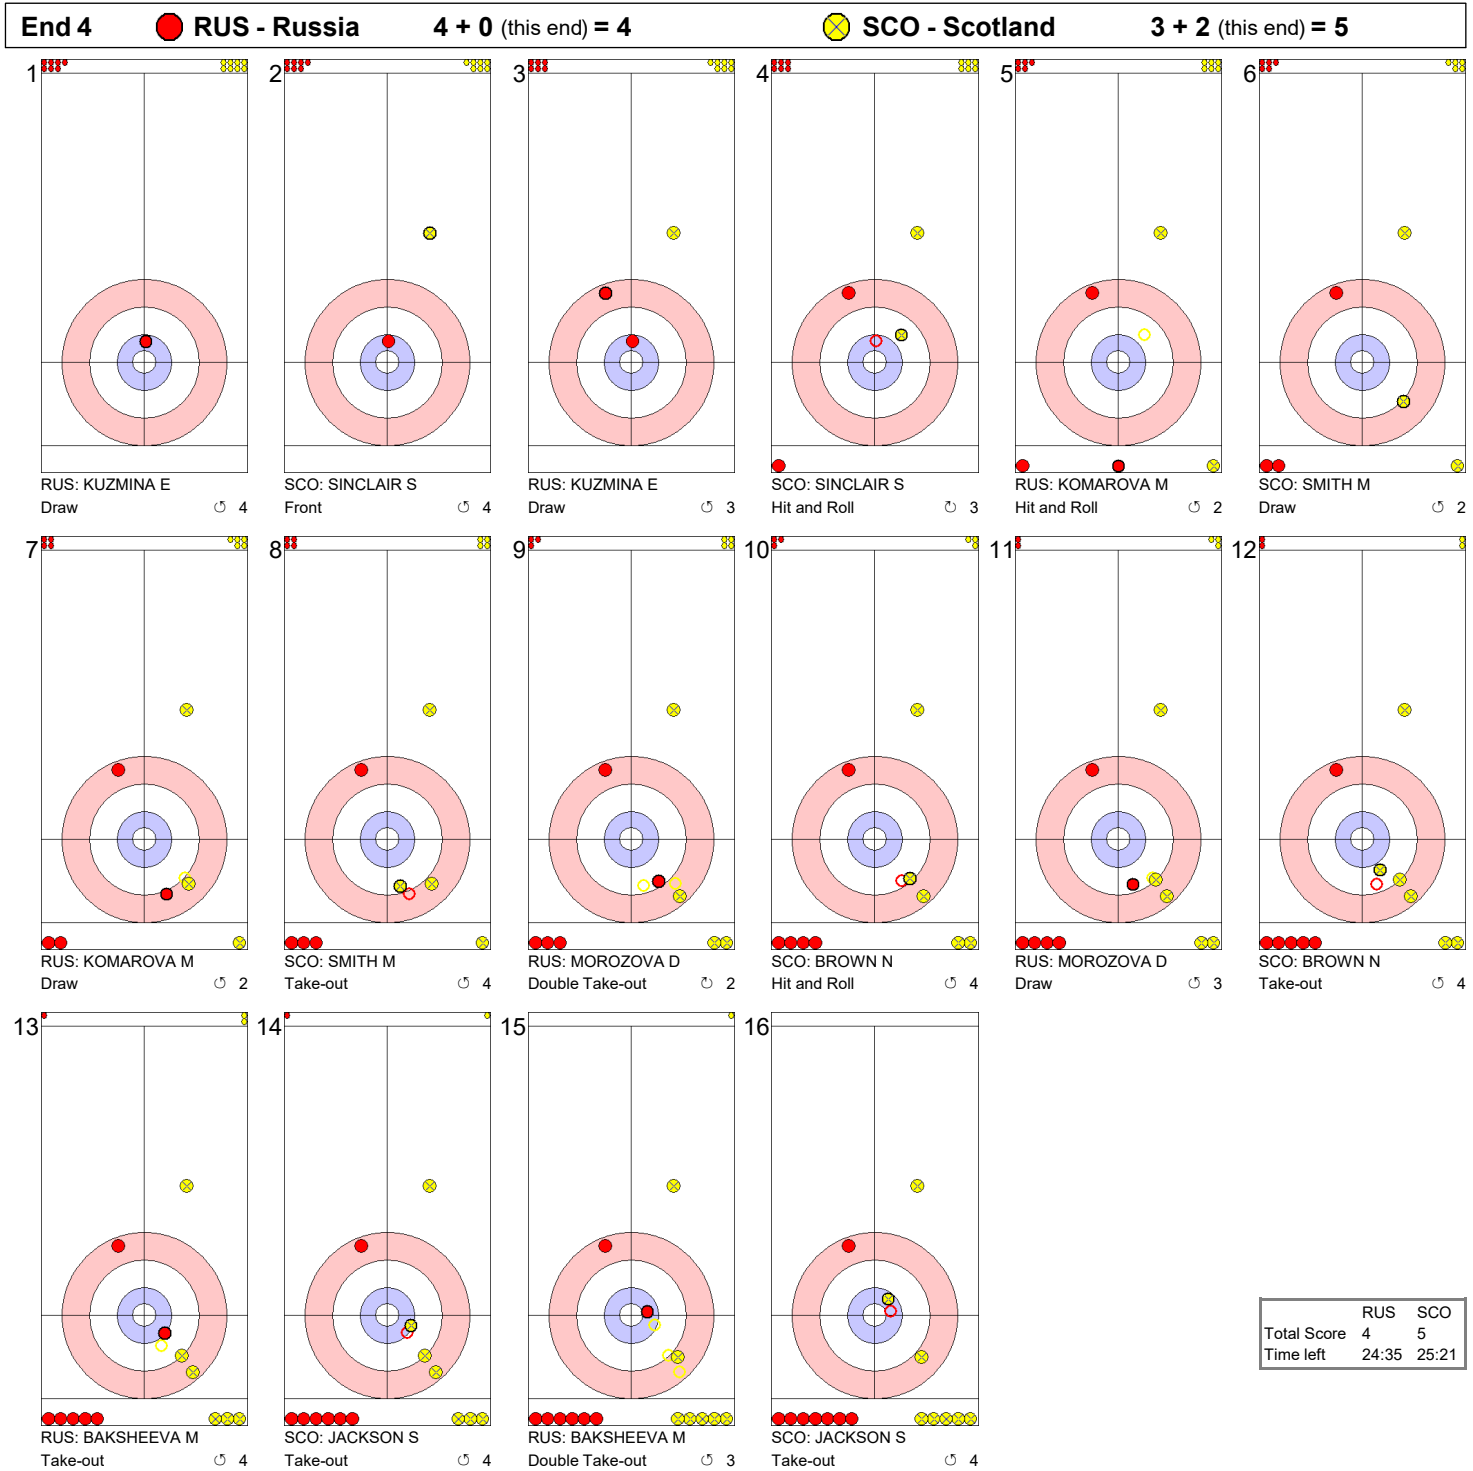 End 4 RUS - Russia 4 + 0 (this end) = 4 SCO - Scotland 3 + 2 (this end) = 5
1 2 3 4 5 6
RUS: KUZMINA E SCO: SINCLAIR S RUS: KUZMINA E SCO: SINCLAIR S RUS: KOMAROVA M SCO: SMITH M
Draw 4 Front 4 Draw 3 Hit and Roll 3 Hit and Roll 2 Draw 2
7 8 9 10 11 12
RUS: KOMAROVA M SCO: SMITH M RUS: MOROZOVA D SCO: BROWN N RUS: MOROZOVA D SCO: BROWN N
Draw 2 Take-out 4 Double Take-out 2 Hit and Roll 4 Draw 3 Take-out 4
13 14 15 16
RUS: BAKSHEEVA M SCO: JACKSON S RUS: BAKSHEEVA M SCO: JACKSON S
Take-out 4 Take-out 4 Double Take-out 3 Take-out 4
RUS SCO
Total Score 4 5
Time left 24:35 25:21